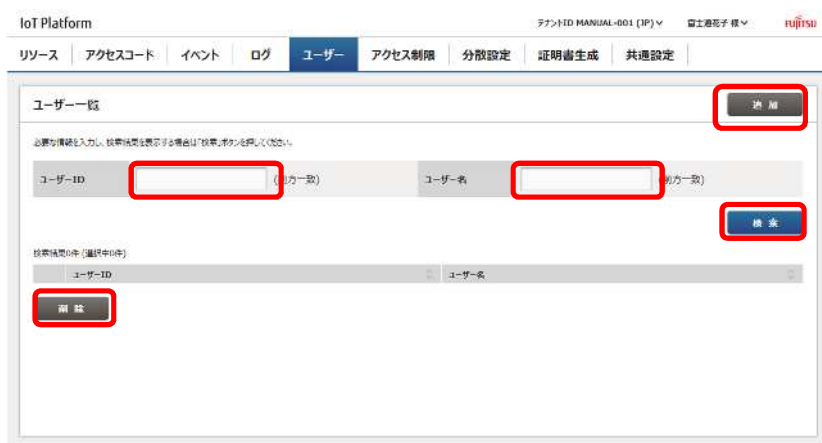 IoT Platform テナントID MANUAL-001 (JP) 富士通花子 様 FUJITSU
リソース アクセスコード イベント ログ ユーザー アクセス制限 分散設定 証明書生成 共通設定
ユーザー一覧 追 加
必要な情報を入力し、検索結果を表示する場合は「検索」ボタンを押してください。
ユーザーID (前方一致) ユーザー名 (前方一致)
検 索
検索結果0件 (選択中0件)
ユーザーID ユーザー名
削 除